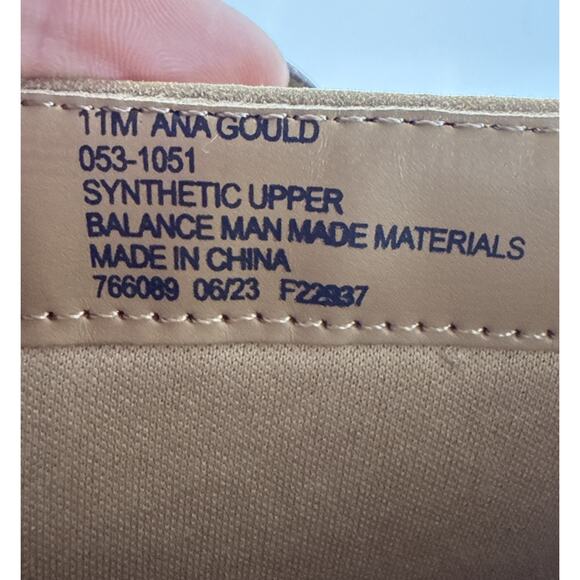 11M ANA GOULD
053-1051
SYNTHETIC UPPER
BALANCE MAN MADE MATERIALS
MADE IN CHINA
766089 06/23 F22937